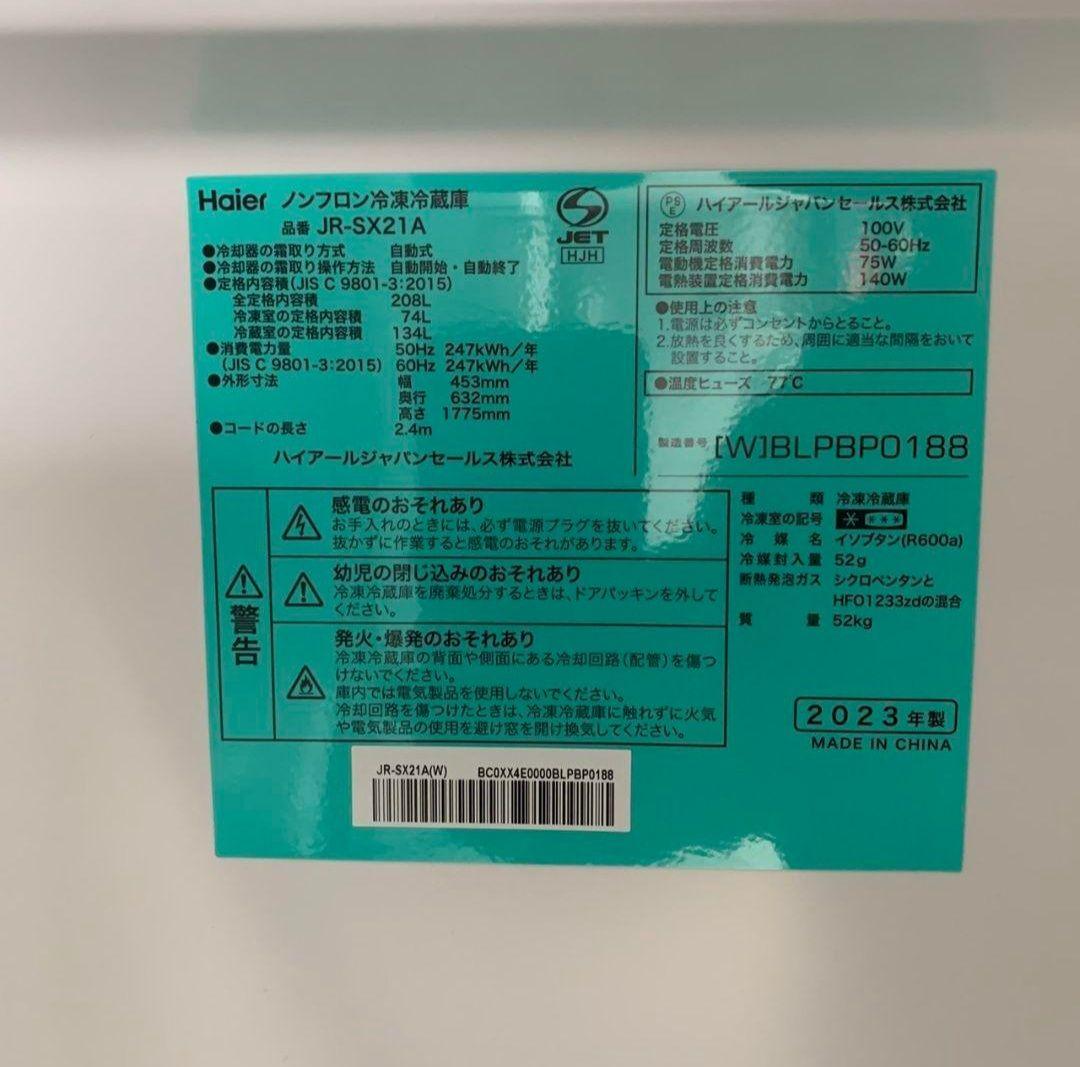 Haier ノンフロン冷凍冷蔵庫
品番 JR-SX21A
●冷却器の霜取り方式 自動式
●冷却器の霜取り操作方法 自動開始・自動終了
●定格内容積(JIS C 9801-3:2015)
全定格内容積 208L
冷凍室の定格内容積 74L
冷蔵室の定格内容積 134L
●消費電力量 50Hz 247kWh/年
(JIS C 9801-3:2015) 60Hz 247kWh/年
●外形寸法 幅 453mm
奥行 632mm
高さ 1775mm
●コードの長さ 2.4m
ハイアールジャパンセールス株式会社
JET
HJH
PS E ハイアールジャパンセールス株式会社
定格電圧 100V
定格周波数 50-60Hz
電動機定格消費電力 75W
電熱装置定格消費電力 140W
●使用上の注意
1.電源は必ずコンセントからとること。
2.放熱を良くするため、周囲に適当な間隔をおいて
設置すること。
●温度ヒューズ 77℃
製造番号 [W]BLPBP0188
警告
感電のおそれあり
お手入れのときには、必ず電源プラグを抜いてください。
抜かずに作業すると感電のおそれがあります。
幼児の閉じ込みのおそれあり
冷凍冷蔵庫を廃棄処分するときは、ドアパッキンを外して
ください。
発火・爆発のおそれあり
冷凍冷蔵庫の背面や側面にある冷却回路(配管)を傷つ
けないでください。
庫内では電気製品を使用しないでください。
冷却回路を傷つけたときは、冷凍冷蔵庫に触れずに火気
や電気製品の使用を避け窓を開け換気してください。
種類 冷凍冷蔵庫
冷凍室の記号
冷媒名 イソブタン(R600a)
冷媒封入量 52g
断熱発泡ガス シクロペンタンと
HFO1233zdの混合
質量 52kg
2023年製
MADE IN CHINA
JR-SX21A(W) BC0XX4E0000BLPBP0188